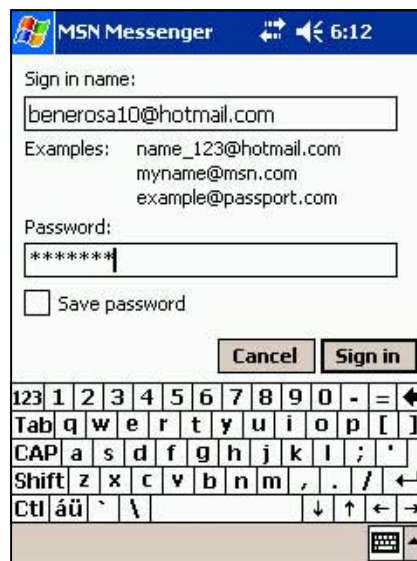 MSN Messenger 6:12
Sign in name:
benerosa10@hotmail.com
Examples: name_123@hotmail.com
myname@msn.com
example@passport.com
Password:
*******
Save password
Cancel Sign in
123 1 2 3 4 5 6 7 8 9 0 - =
Tab q w e r t y u i o p [ ]
CAP a s d f g h j k l ; '
Shift z x c v b n m , . /
Ctl áü ` \